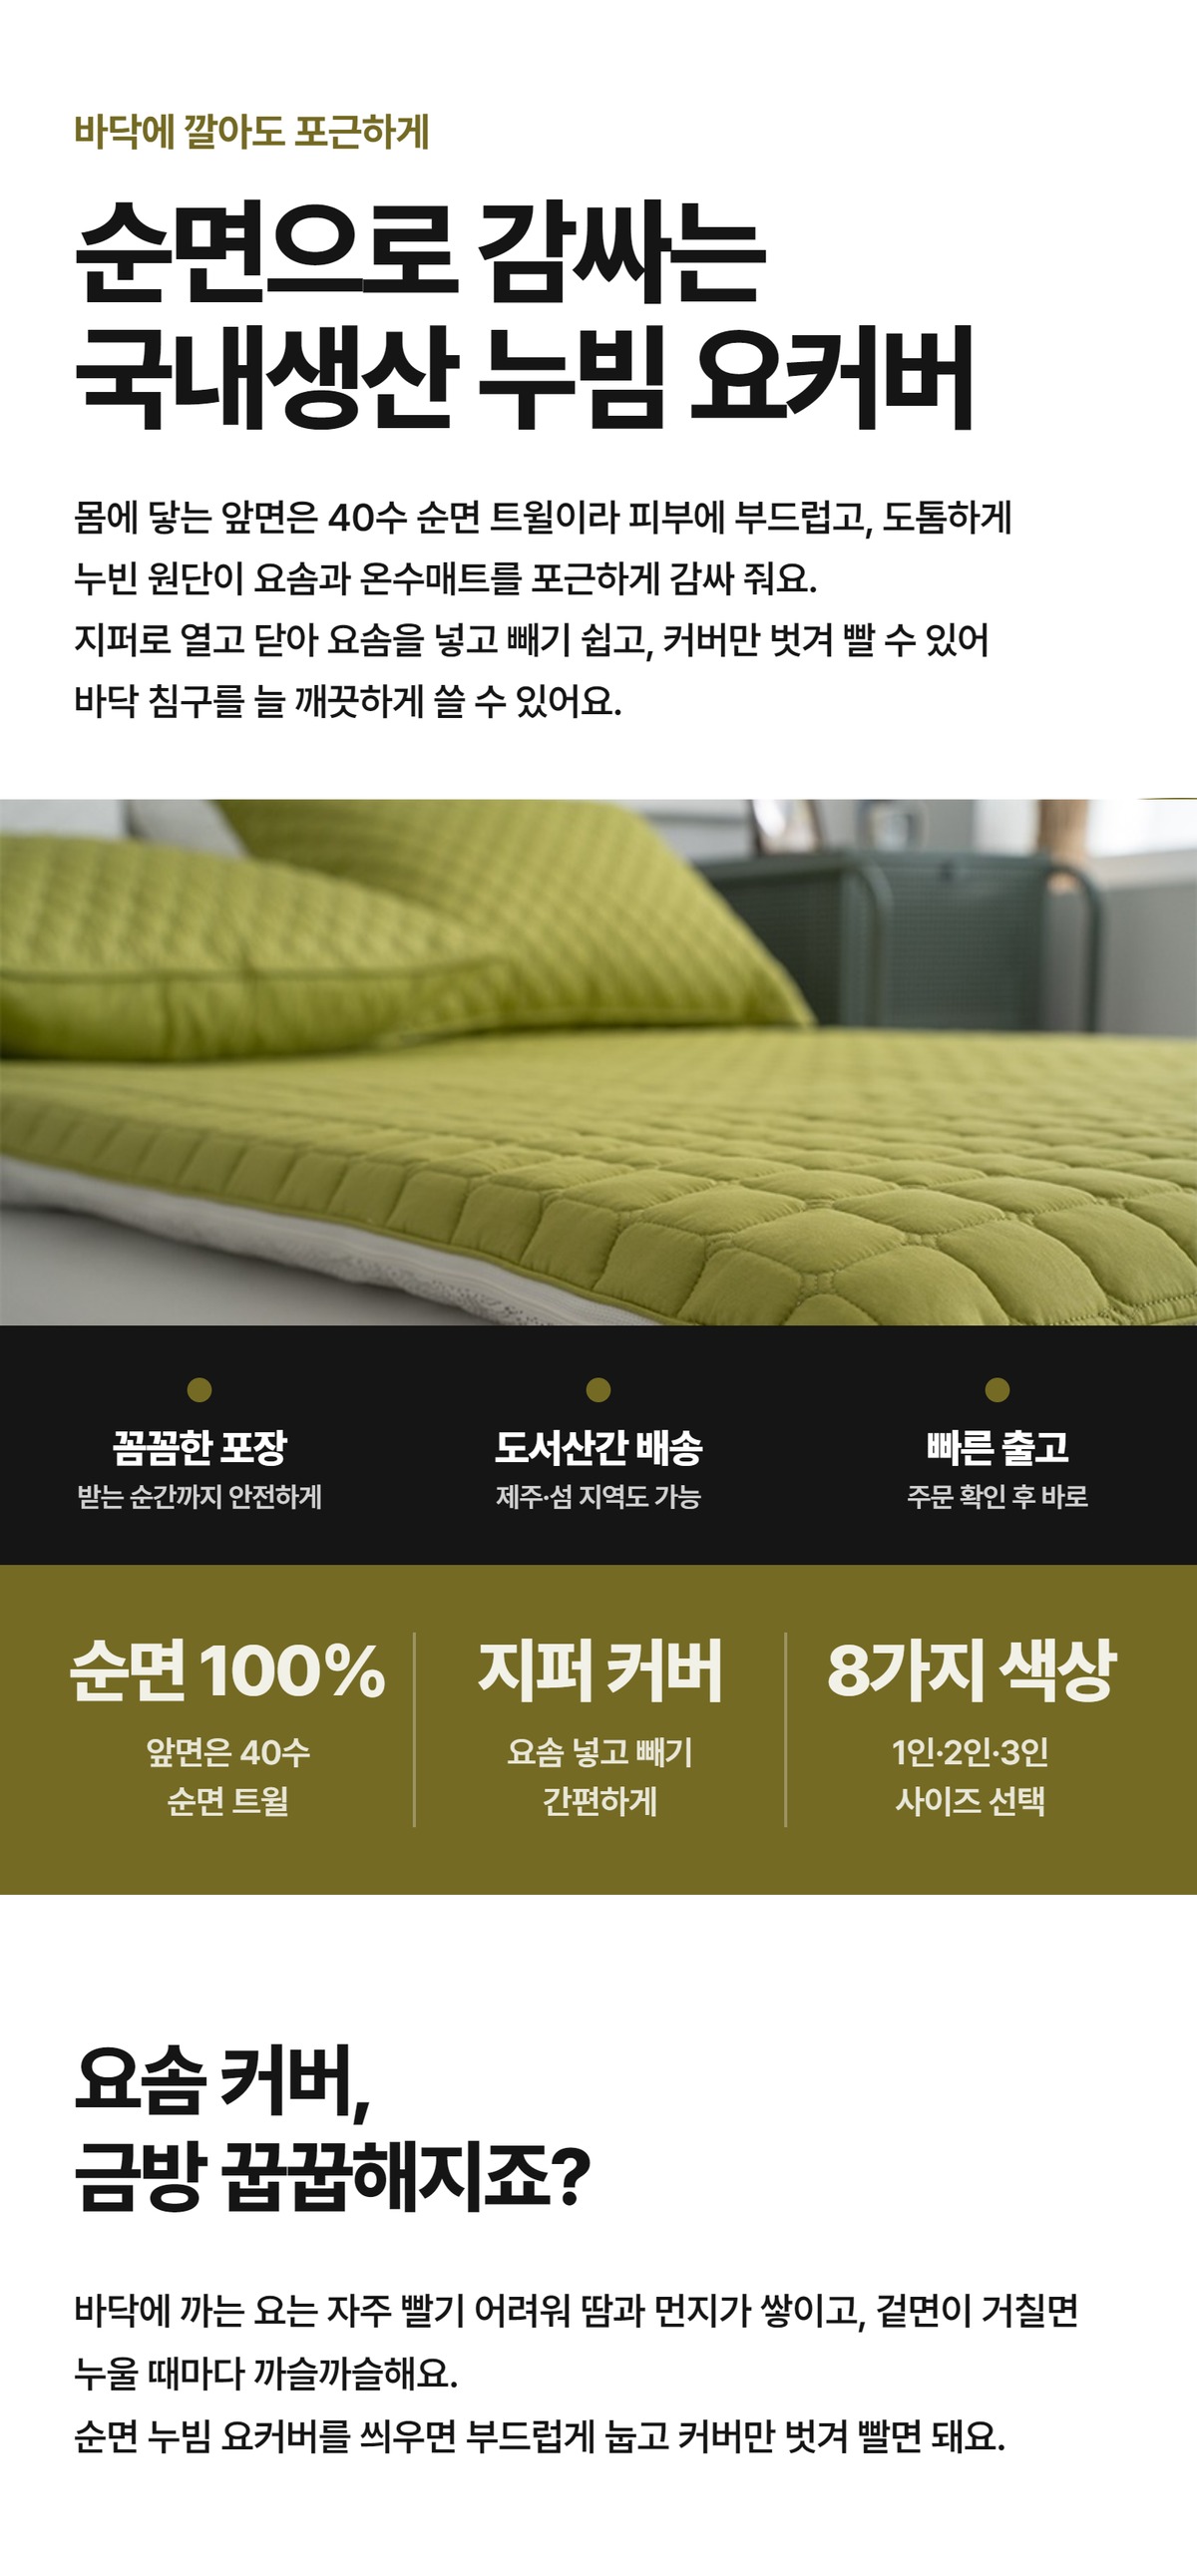 바닥에 깔아도 포근하게
순면으로 감싸는
국내생산 누빔 요커버
몸에 닿는 앞면은 40수 순면 트윌이라 피부에 부드럽고, 도톰하게
누빈 원단이 요솜과 온수매트를 포근하게 감싸 줘요.
지퍼로 열고 닫아 요솜을 넣고 빼기 쉽고, 커버만 벗겨 빨 수 있어
바닥 침구를 늘 깨끗하게 쓸 수 있어요.
꼼꼼한 포장
받는 순간까지 안전하게
도서산간 배송
제주·섬 지역도 가능
빠른 출고
주문 확인 후 바로
순면 100%
앞면은 40수
순면 트윌
지퍼 커버
요솜 넣고 빼기
간편하게
8가지 색상
1인·2인·3인
사이즈 선택
요솜 커버,
금방 꿉꿉해지죠?
바닥에 까는 요는 자주 빨기 어려워 땀과 먼지가 쌓이고, 겉면이 거칠면
누울 때마다 까슬까슬해요.
순면 누빔 요커버를 씌우면 부드럽게 눕고 커버만 벗겨 빨면 돼요.